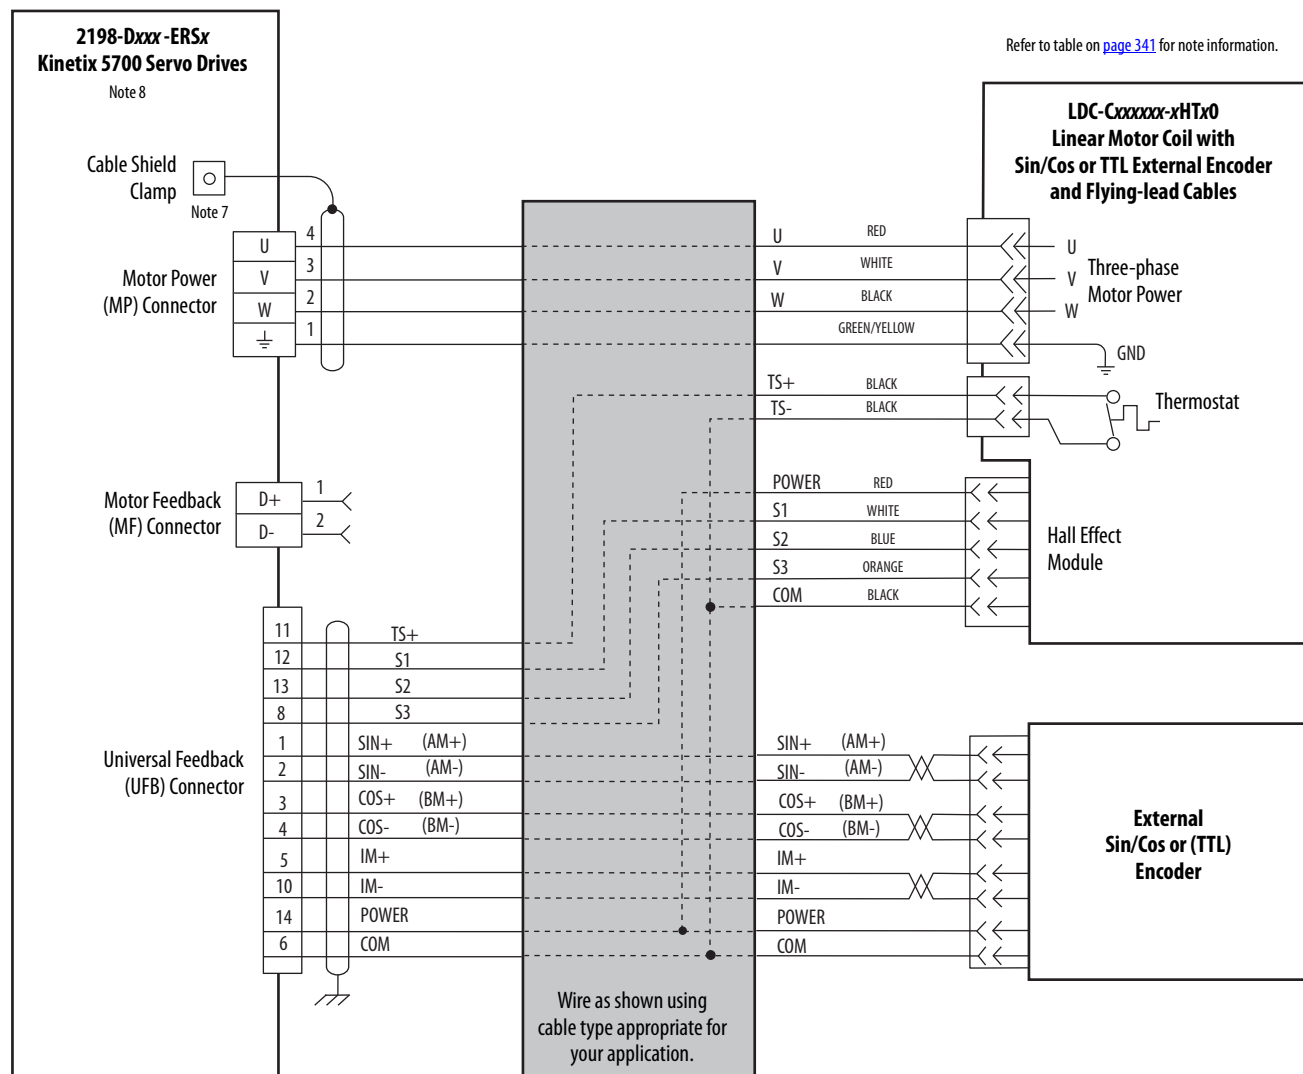 2198-Dxxx -ERSx
Kinetix 5700 Servo Drives
Note 8
Refer to table on page 341 for note information.
LDC-Cxxxxxx-xHTx0
Linear Motor Coil with
Sin/Cos or TTL External Encoder
and Flying-lead Cables
Cable Shield
Clamp
Note 7
Motor Power
(MP) Connector
U 4
V 3
W 2
1
U RED
V WHITE
W BLACK
GREEN/YELLOW
U
V
W
Three-phase
Motor Power
GND
TS+ BLACK
TS- BLACK
Thermostat
Motor Feedback
(MF) Connector
D+ 1
D- 2
POWER RED
S1 WHITE
S2 BLUE
S3 ORANGE
COM BLACK
Hall Effect
Module
Universal Feedback
(UFB) Connector
11 TS+
12 S1
13 S2
8 S3
1 SIN+ (AM+)
2 SIN- (AM-)
3 COS+ (BM+)
4 COS- (BM-)
5 IM+
10 IM-
14 POWER
6 COM
SIN+ (AM+)
SIN- (AM-)
COS+ (BM+)
COS- (BM-)
IM+
IM-
POWER
COM
External
Sin/Cos or (TTL)
Encoder
Wire as shown using
cable type appropriate for
your application.